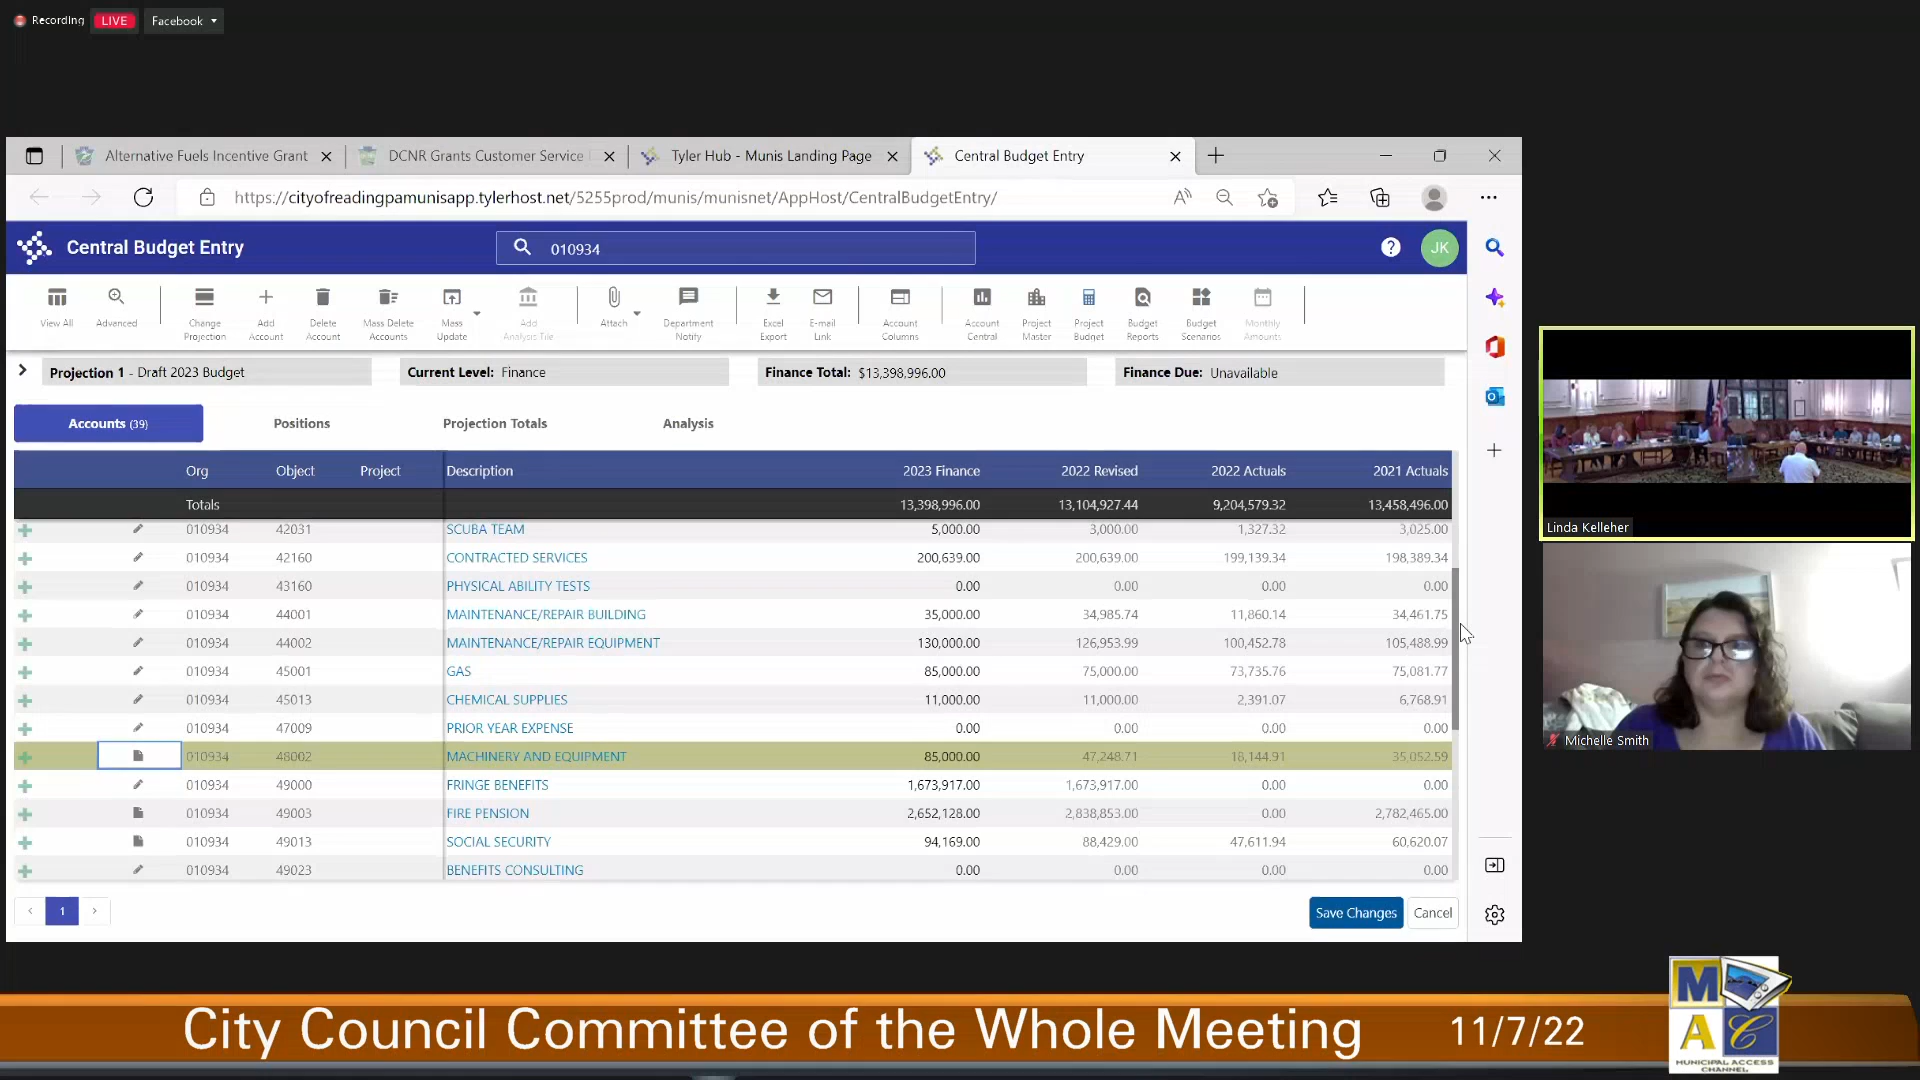 Recording LIVE Facebook
Alternative Fuels Incentive Grant DCNR Grants Customer Service Tyler Hub - Munis Landing Page Central Budget Entry
https://cityofreadingpamunisapp.tylerhost.net/5255prod/munis/munisnet/AppHost/CentralBudgetEntry/
Central Budget Entry 010934 ? JK
View All Advanced Change Projection Add Account Delete Account Mass Delete Accounts Mass Update Add Analysis Tile Attach Department Notify Excel Export E-mail Link Account Columns Account Central Project Master Project Budget Budget Reports Budget Scenarios Monthly Amounts
Projection 1 - Draft 2023 Budget Current Level: Finance Finance Total: $13,398,996.00 Finance Due: Unavailable
Accounts (39) Positions Projection Totals Analysis
Org Object Project Description 2023 Finance 2022 Revised 2022 Actuals 2021 Actuals
Totals 13,398,996.00 13,104,927.44 9,204,579.32 13,458,496.00
010934 42031 SCUBA TEAM 5,000.00 3,000.00 1,327.32 3,025.00
010934 42160 CONTRACTED SERVICES 200,639.00 200,639.00 199,139.34 198,389.34
010934 43160 PHYSICAL ABILITY TESTS 0.00 0.00 0.00 0.00
010934 44001 MAINTENANCE/REPAIR BUILDING 35,000.00 34,985.74 11,860.14 34,461.75
010934 44002 MAINTENANCE/REPAIR EQUIPMENT 130,000.00 126,953.99 100,452.78 105,488.99
010934 45001 GAS 85,000.00 75,000.00 73,735.76 75,081.77
010934 45013 CHEMICAL SUPPLIES 11,000.00 11,000.00 2,391.07 6,768.91
010934 47009 PRIOR YEAR EXPENSE 0.00 0.00 0.00 0.00
010934 48002 MACHINERY AND EQUIPMENT 85,000.00 47,248.71 18,144.91 35,052.59
010934 49000 FRINGE BENEFITS 1,673,917.00 1,673,917.00 0.00 0.00
010934 49003 FIRE PENSION 2,652,128.00 2,838,853.00 0.00 2,782,465.00
010934 49013 SOCIAL SECURITY 94,169.00 88,429.00 47,611.94 60,620.07
010934 49023 BENEFITS CONSULTING 0.00 0.00 0.00 0.00
1 Save Changes Cancel
Linda Kelleher
Michelle Smith
City Council Committee of the Whole Meeting 11/7/22
MAC
MUNICIPAL ACCESS
CHANNEL